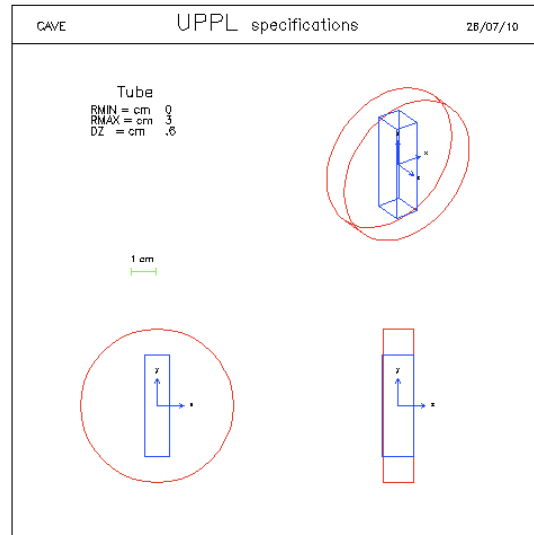 CAVE UPPL specifications 28/07/10
Tube
RMIN = cm 0
RMAX = cm 3
DZ = cm .6
y
x
z
1 cm
y
x
y
z